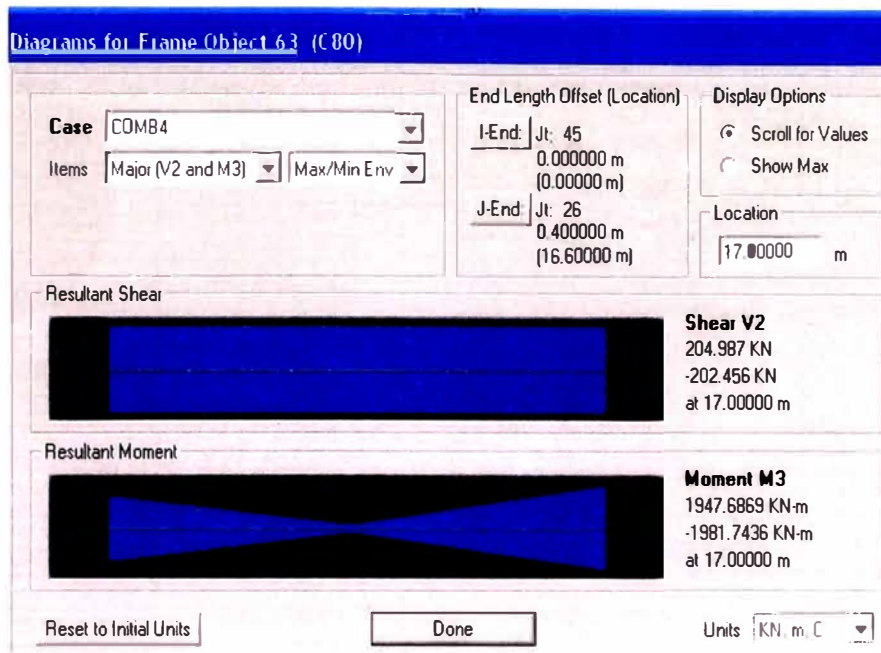 Diagrams for Frame Object 63 (C80)
Case COMB4
Items Major (V2 and M3) Max/Min Env
End Length Offset (Location)
I-End: Jt: 45
0.000000 m
(0.00000 m)
J-End: Jt: 26
0.400000 m
(16.60000 m)
Display Options
Scroll for Values
Show Max
Location
17.00000 m
Resultant Shear
Shear V2
204.987 KN
-202.456 KN
at 17.00000 m
Resultant Moment
Moment M3
1947.6869 KN-m
-1981.7436 KN-m
at 17.00000 m
Reset to Initial Units
Done
Units KN, m, C